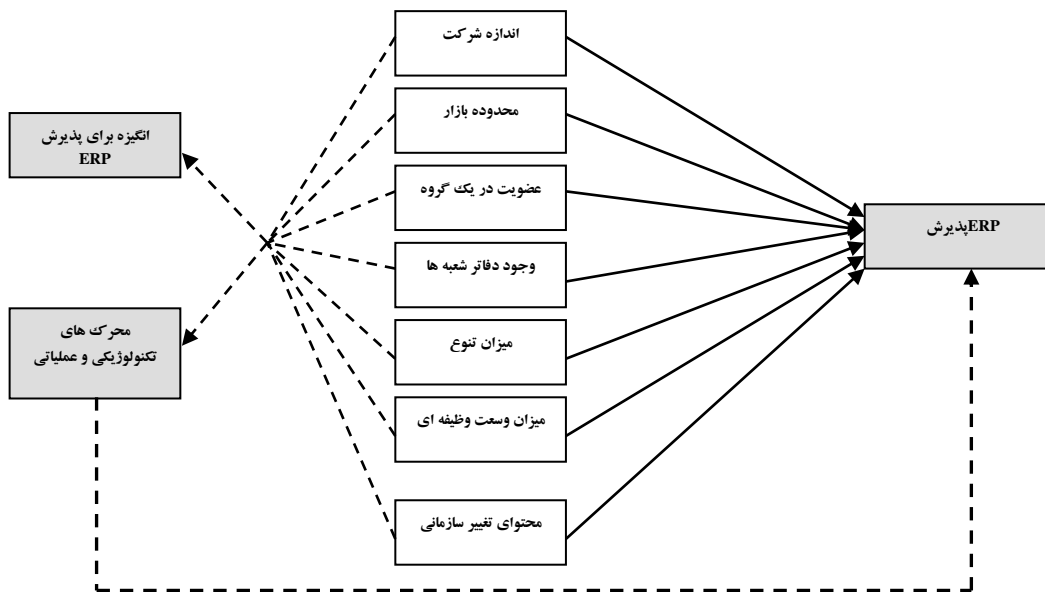 اندازه شرکت
محدوده بازار
عضویت در یک گروه
وجود دفاتر شعبه ها
میزان تنوع
میزان وسعت وظیفه ای
محتوای تغییر سازمانی
انگیزه برای پذیرش
ERP
محرک های
تکنولوژیکی و عملیاتی
ERPپذیرش